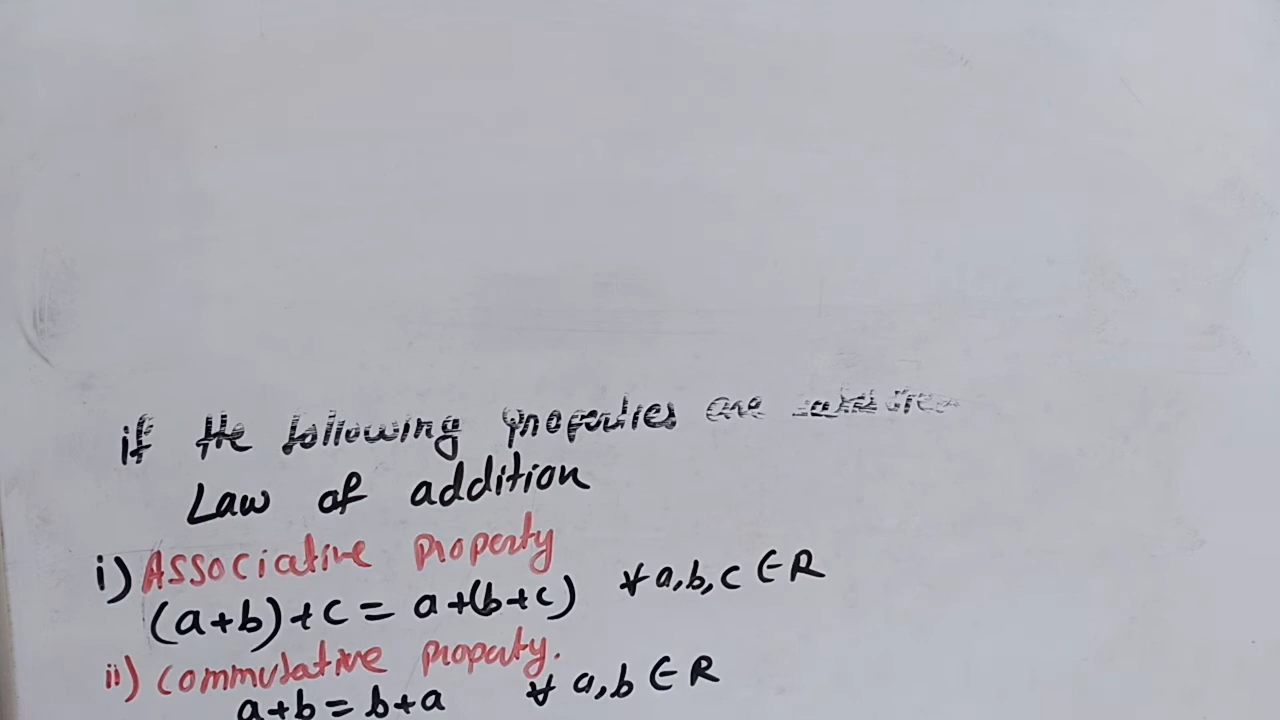 if the following properties are
Law of addition
i) Associative Property
(a+b)+c = a+(b+c) ∀ a,b,c ∈ R
ii) Commutative property.
a+b = b+a ∀ a,b ∈ R